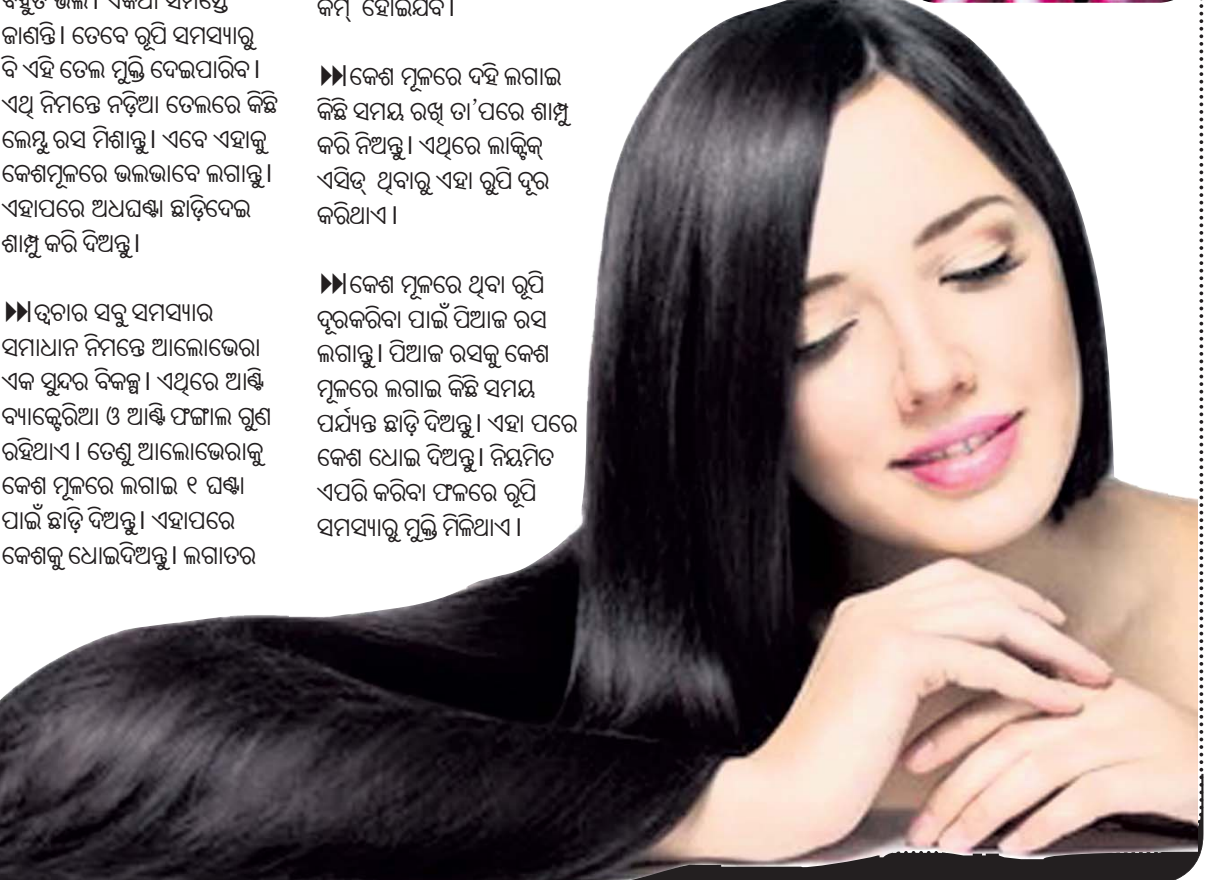 ବହୁତ ଭଲ। ଏକଥା ସମସ୍ତେ
ଜାଣନ୍ତି। ତେବେ ରୂପି ସମସ୍ୟାରୁ
ବି ଏହି ତେଲ ମୁକ୍ତି ଦେଇପାରିବ।
ଏଥି ନିମନ୍ତେ ନଡ଼ିଆ ତେଲରେ କିଛି
ଲେମ୍ବୁ ରସ ମିଶାନ୍ତୁ। ଏବେ ଏହାକୁ
କେଶମୂଳରେ ଭଲଭାବେ ଲଗାନ୍ତୁ।
ଏହାପରେ ଅଧଘଣ୍ଟା ଛାଡ଼ିଦେଇ
ଶାମ୍ପୁ କରି ଦିଅନ୍ତୁ।
ତ୍ୱଚାର ସବୁ ସମସ୍ୟାର
ସମାଧାନ ନିମନ୍ତେ ଆଲୋଭେରା
ଏକ ସୁନ୍ଦର ବିକଳ୍ପ। ଏଥିରେ ଆଣ୍ଟି
ବ୍ୟାକ୍ଟେରିଆ ଓ ଆଣ୍ଟି ଫଙ୍ଗାଲ ଗୁଣ
ରହିଥାଏ। ତେଣୁ ଆଲୋଭେରାକୁ
କେଶ ମୂଳରେ ଲଗାଇ ୧ ଘଣ୍ଟା
ପାଇଁ ଛାଡ଼ି ଦିଅନ୍ତୁ। ଏହାପରେ
କେଶକୁ ଧୋଇଦିଅନ୍ତୁ। ଲଗାତର
କମ୍ ହୋଇଯିବ।
କେଶ ମୂଳରେ ଦହି ଲଗାଇ
କିଛି ସମୟ ରଖି ତା'ପରେ ଶାମ୍ପୁ
କରି ନିଅନ୍ତୁ। ଏଥିରେ ଲାକ୍ଟିକ୍
ଏସିଡ୍ ଥିବାରୁ ଏହା ରୁପି ଦୂର
କରିଥାଏ।
କେଶ ମୂଳରେ ଥିବା ରୂପି
ଦୂରକରିବା ପାଇଁ ପିଆଜ ରସ
ଲଗାନ୍ତୁ। ପିଆଜ ରସକୁ କେଶ
ମୂଳରେ ଲଗାଇ କିଛି ସମୟ
ପର୍ଯ୍ୟନ୍ତ ଛାଡ଼ି ଦିଅନ୍ତୁ। ଏହା ପରେ
କେଶ ଧୋଇ ଦିଅନ୍ତୁ। ନିୟମିତ
ଏପରି କରିବା ଫଳରେ ରୂପି
ସମସ୍ୟାରୁ ମୁକ୍ତି ମିଳିଥାଏ।